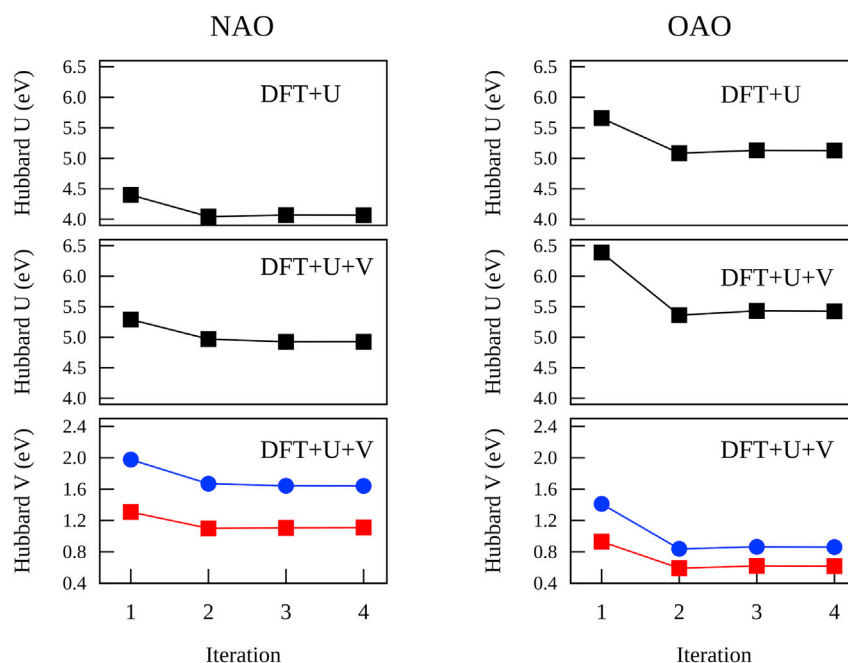 NAO
OAO
Hubbard U (eV)
6.5
6.0
5.5
5.0
4.5
4.0
DFT+U
Hubbard U (eV)
6.5
6.0
5.5
5.0
4.5
4.0
DFT+U
Hubbard U (eV)
6.5
6.0
5.5
5.0
4.5
4.0
DFT+U+V
Hubbard U (eV)
6.5
6.0
5.5
5.0
4.5
4.0
DFT+U+V
Hubbard V (eV)
2.4
2.0
1.6
1.2
0.8
0.4
DFT+U+V
Hubbard V (eV)
2.4
2.0
1.6
1.2
0.8
0.4
DFT+U+V
1 2 3 4
1 2 3 4
Iteration
Iteration